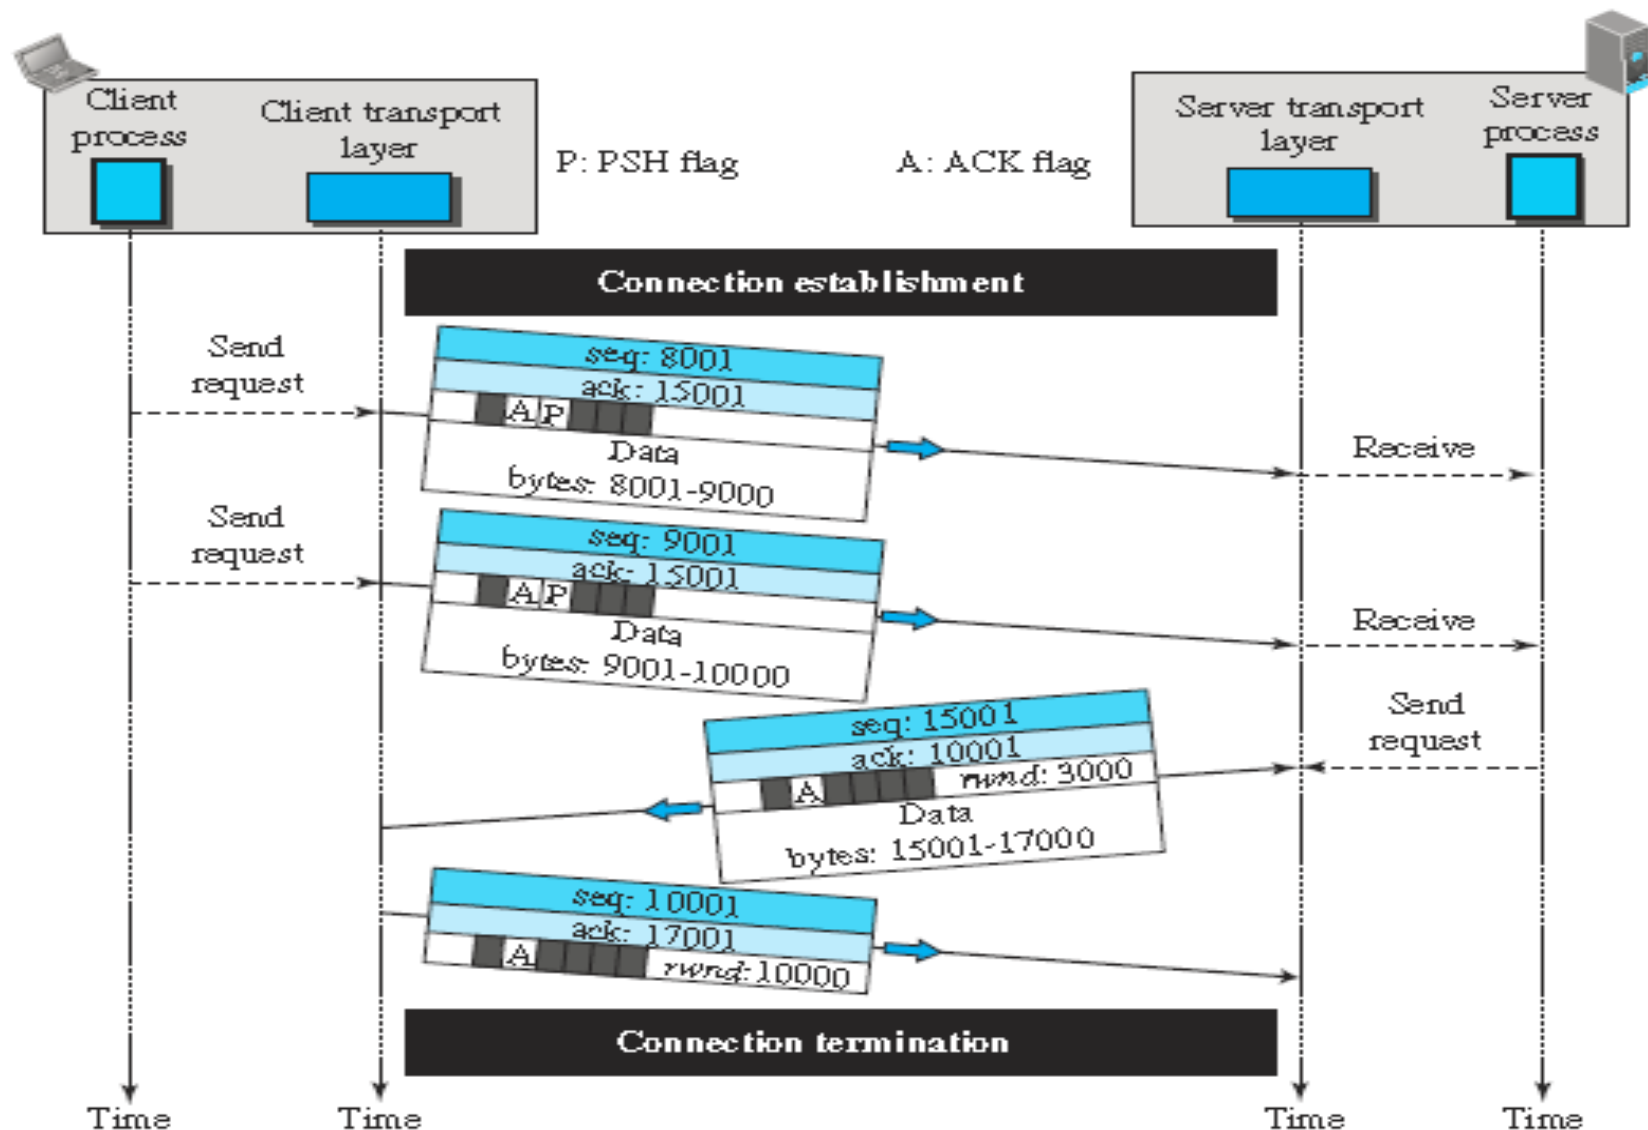 Client
process
Client transport
layer
P: PSH flag
A: ACK flag
Server transport
layer
Server
process
Connection establishment
Send
request
seq: 8001
ack: 15001
A P
Data
bytes: 8001-9000
Receive
Send
request
seq: 9001
ack: 15001
A P
Data
bytes: 9001-10000
Receive
Send
request
seq: 15001
ack: 10001
A rwnd: 3000
Data
bytes: 15001-17000
seq: 10001
ack: 17001
A rwnd: 10000
Connection termination
Time
Time
Time
Time